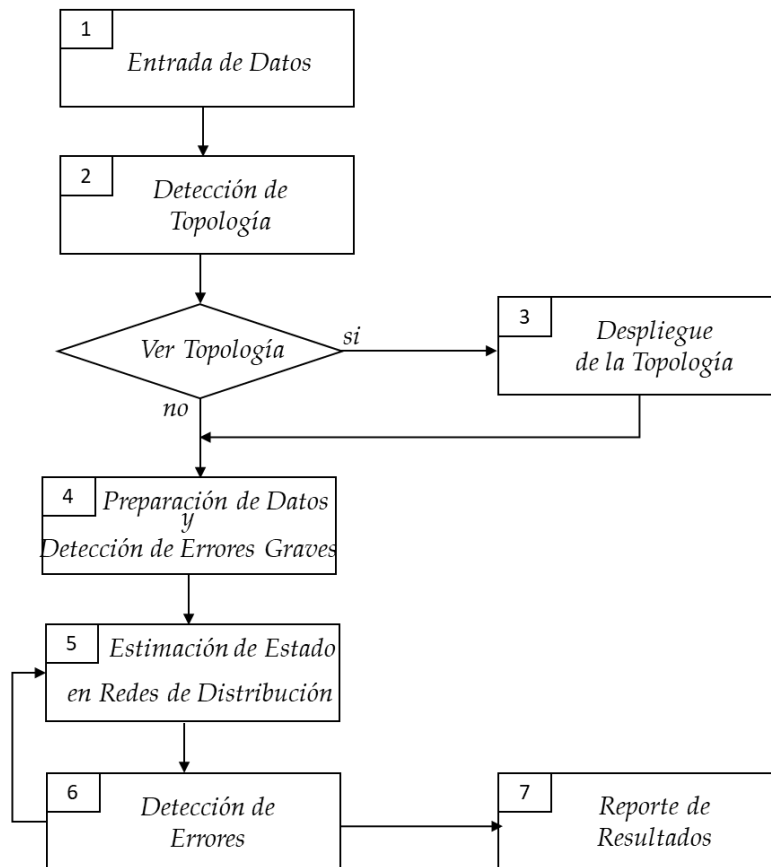 1
Entrada de Datos
2
Detección de
Topología
Ver Topología
si
3
Despliegue
de la Topología
no
4
Preparación de Datos
y
Detección de Errores Graves
5
Estimación de Estado
en Redes de Distribución
6
Detección de
Errores
7
Reporte de
Resultados